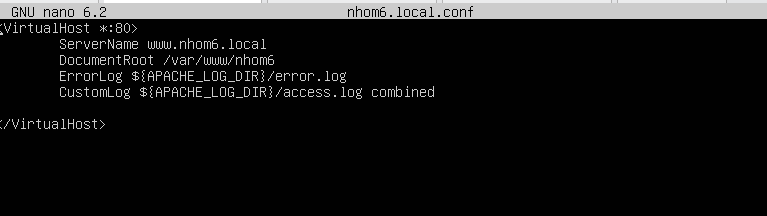 GNU nano 6.2 nhom6.local.conf
<VirtualHost *:80>
ServerName www.nhom6.local
DocumentRoot /var/www/nhom6
ErrorLog ${APACHE_LOG_DIR}/error.log
CustomLog ${APACHE_LOG_DIR}/access.log combined
</VirtualHost>